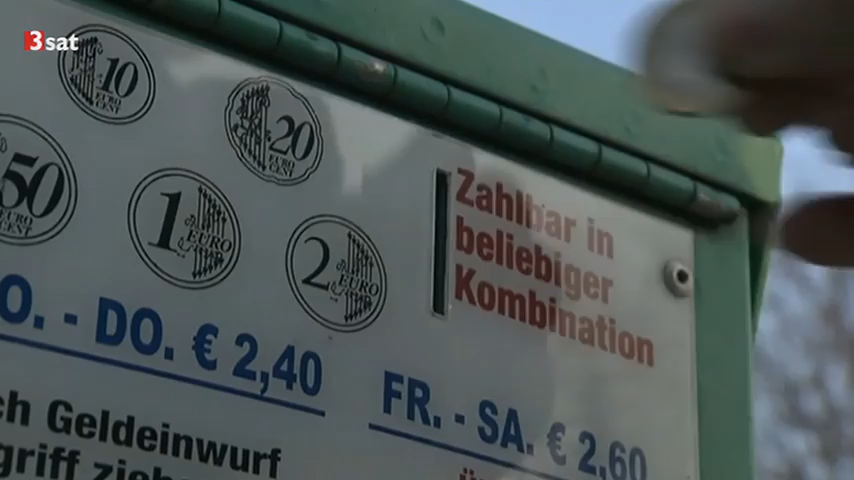 3sat
10
EURO
CENT
20
EURO
CENT
50
EURO
CENT
1
EURO
2
EURO
Zahlbar in
beliebiger
Kombination
O. - DO. € 2,40
FR. - SA. € 2,60
ch Geldeinwurf
griff